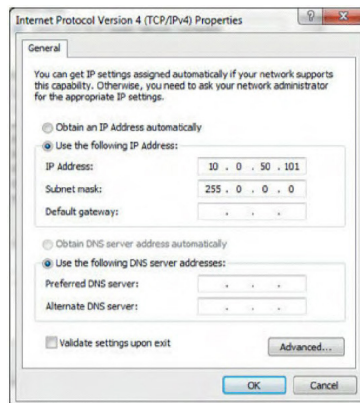 Internet Protocol Version 4 (TCP/IPv4) Properties
General
You can get IP settings assigned automatically if your network supports
this capability. Otherwise, you need to ask your network administrator
for the appropriate IP settings.
Obtain an IP Address automatically
Use the following IP Address:
IP Address: 10 . 0 . 50 . 101
Subnet mask: 255 . 0 . 0 . 0
Default gateway: . . .
Obtain DNS server address automatically
Use the following DNS server addresses:
Preferred DNS server: . . .
Alternate DNS server: . . .
Validate settings upon exit
Advanced...
OK Cancel